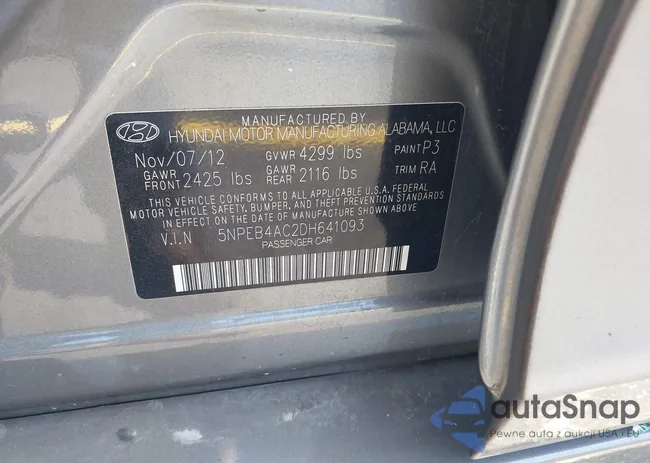 MANUFACTURED BY
HYUNDAI MOTOR MANUFACTURING ALABAMA, LLC
Nov/07/12 GVWR 4299 lbs PAINT P3
GAWR FRONT 2425 lbs GAWR REAR 2116 lbs TRIM RA
THIS VEHICLE CONFORMS TO ALL APPLICABLE U.S.A. FEDERAL
MOTOR VEHICLE SAFETY, BUMPER, AND THEFT PREVENTION STANDARDS
IN EFFECT ON THE DATE OF MANUFACTURE SHOWN ABOVE.
V.I.N 5NPEB4AC2DH641093
PASSENGER CAR
autaSnap
Pewne auta z aukcji USA i EU